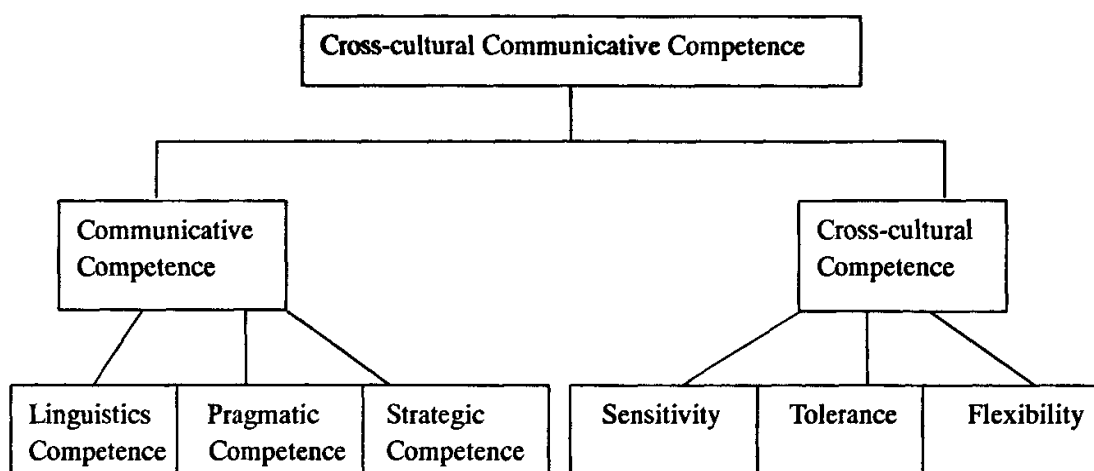 Cross-cultural Communicative Competence
Communicative
Competence
Cross-cultural
Competence
Linguistics
Competence
Pragmatic
Competence
Strategic
Competence
Sensitivity
Tolerance
Flexibility